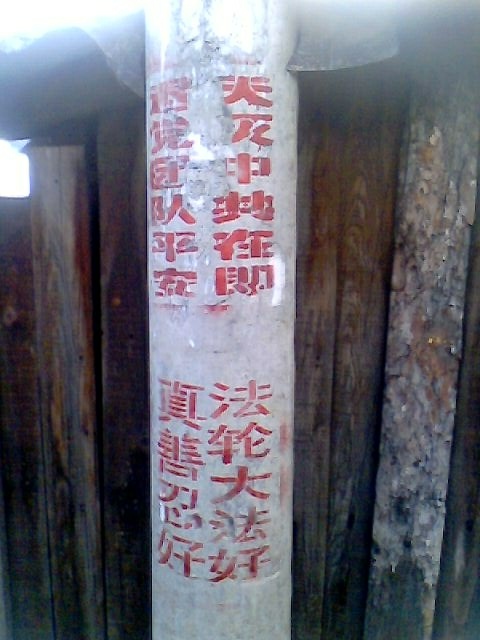 天灭中共在即
退党团队平安
法轮大法好
真善忍好